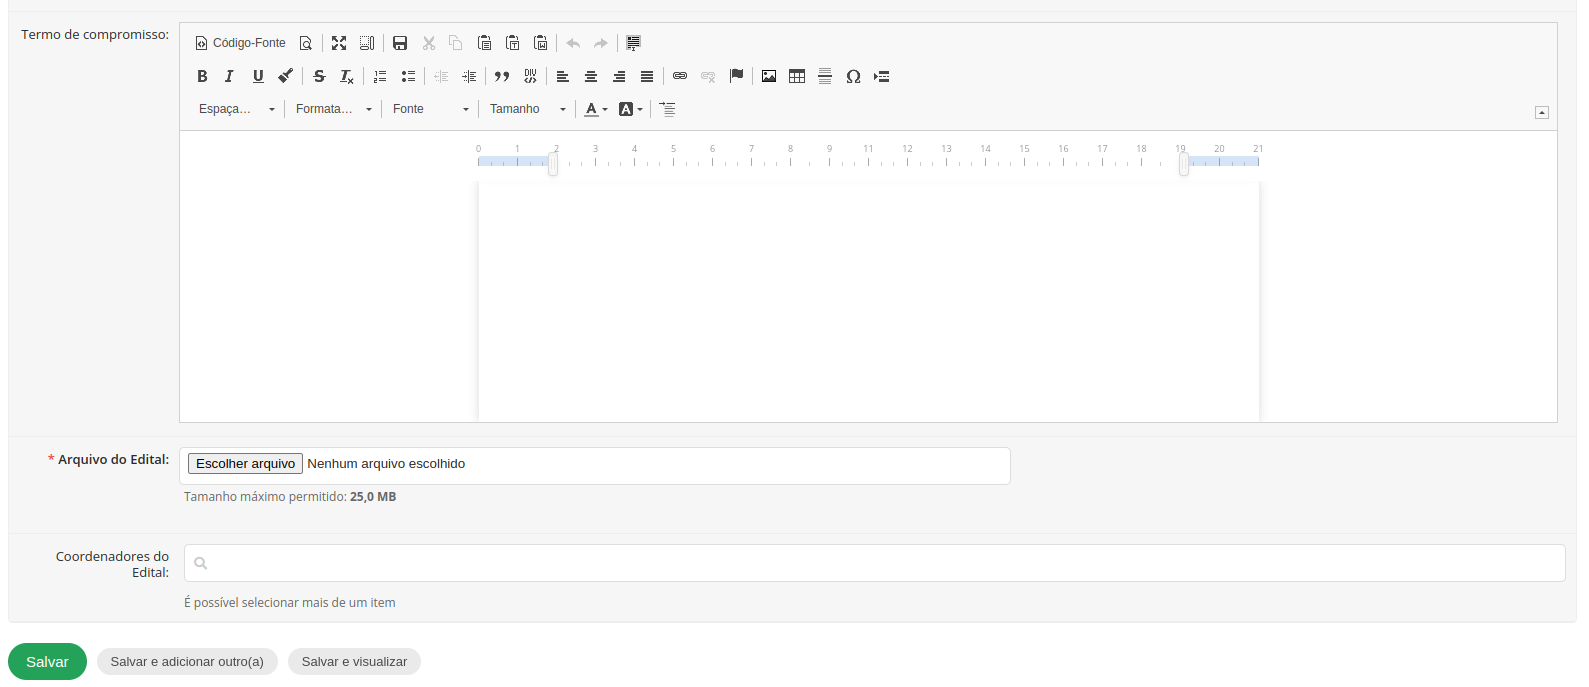 Termo de compromisso:
Código-Fonte
Espaça...
Formata...
Fonte
Tamanho
0 1 2 3 4 5 6 7 8 9 10 11 12 13 14 15 16 17 18 19 20 21
* Arquivo do Edital:
Escolher arquivo Nenhum arquivo escolhido
Tamanho máximo permitido: 25,0 MB
Coordenadores do
Edital:
É possível selecionar mais de um item
Salvar
Salvar e adicionar outro(a)
Salvar e visualizar